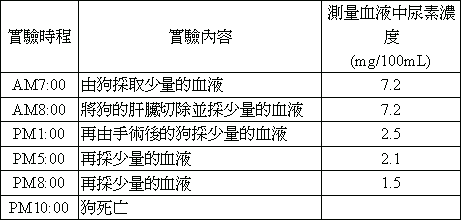 實驗時程 實驗內容 測量血液中尿素濃度 (mg/100mL)
AM7:00 由狗採取少量的血液 7.2
AM8:00 將狗的肝臟切除並採少量的血液 7.2
PM1:00 再由手術後的狗採少量的血液 2.5
PM5:00 再採少量的血液 2.1
PM8:00 再採少量的血液 1.5
PM10:00 狗死亡